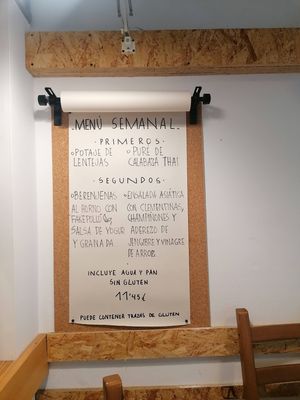 .MENÚ SEMANAL.
·PRIMEROS·
○POTAJE DE LENTEJAS
○PURÉ DE CALABAZA THAI
·SEGUNDOS·
○BERENJENAS
AL HORNO CON
FAKEPOLLO
SALSA DE YOGUR
Y GRANADA
○ENSALADA ASIÁTICA
CON CLEMENTINAS,
CHAMPIÑONES Y
ADEREZO DE
JENGIBRE Y VINAGRE
DE ARROZ
INCLUYE AGUA Y PAN
SIN GLUTEN
11'45€
PUEDE CONTENER TRAZAS DE GLUTEN